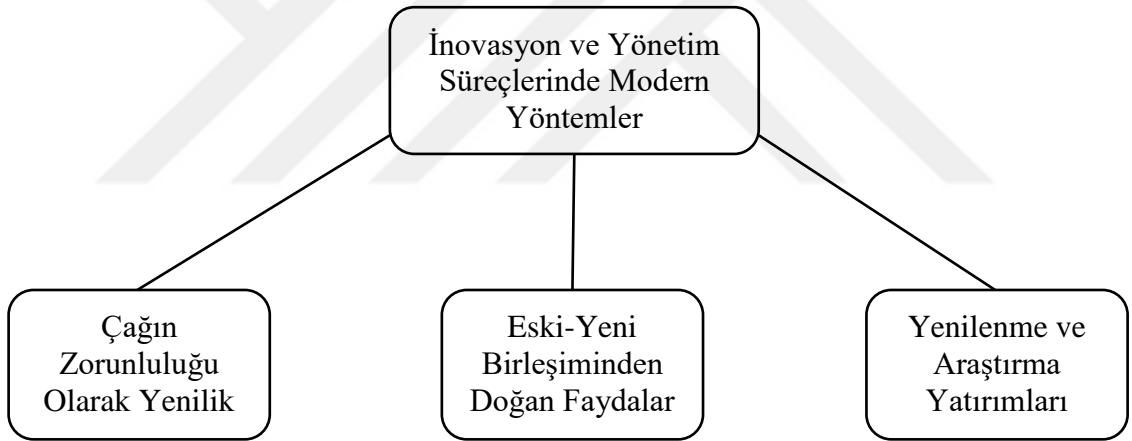 İnovasyon ve Yönetim
Süreçlerinde Modern
Yöntemler
Çağın
Zorunluluğu
Olarak Yenilik
Eski-Yeni
Birleşiminden
Doğan Faydalar
Yenilenme ve
Araştırma
Yatırımları